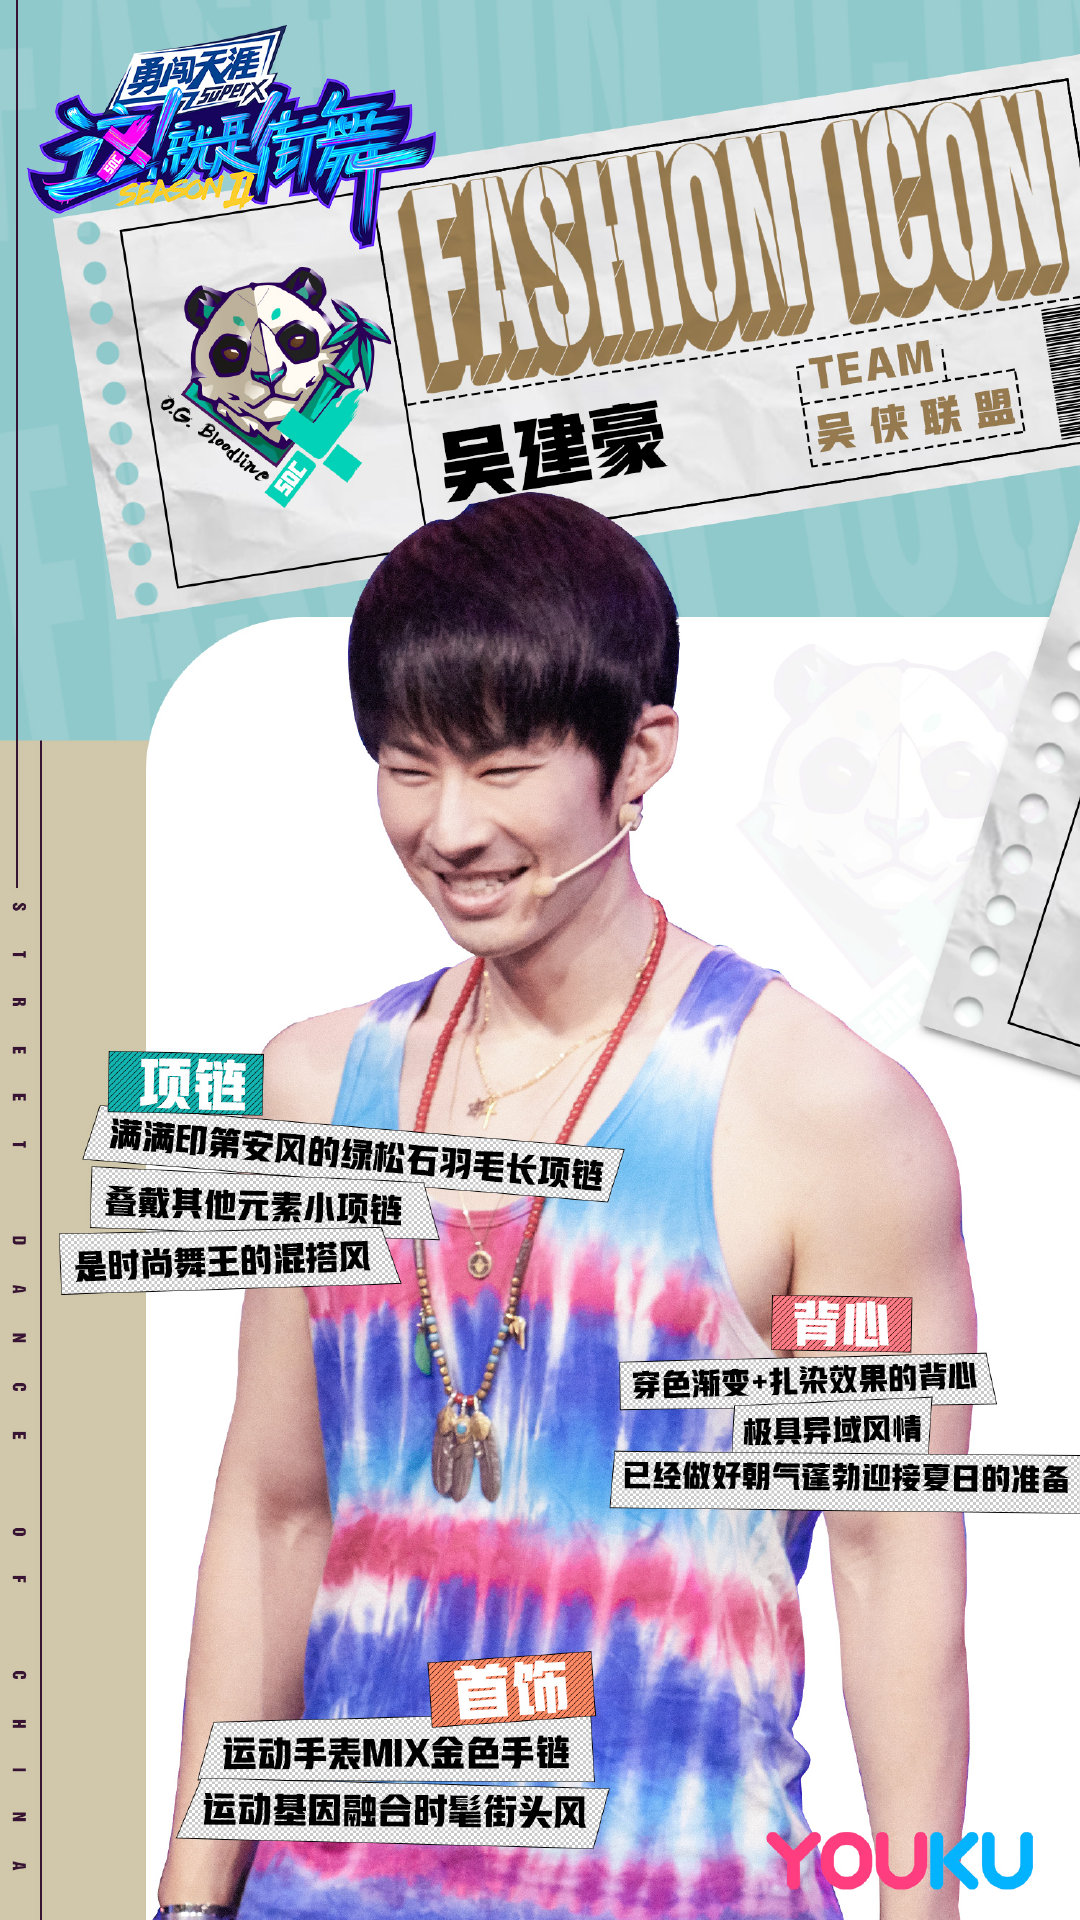 勇闯天涯
superX
这!就是街舞
SDC
SEASON II
FASHION ICON
TEAM
吴侠联盟
吴建豪
O.G. Bloodline
SDC
STREET DANCE OF CHINA
项链
满满印第安风的绿松石羽毛长项链
叠戴其他元素小项链
是时尚舞王的混搭风
背心
穿色渐变+扎染效果的背心
极具异域风情
已经做好朝气蓬勃迎接夏日的准备
首饰
运动手表MIX金色手链
运动基因融合时髦街头风
YOUKU